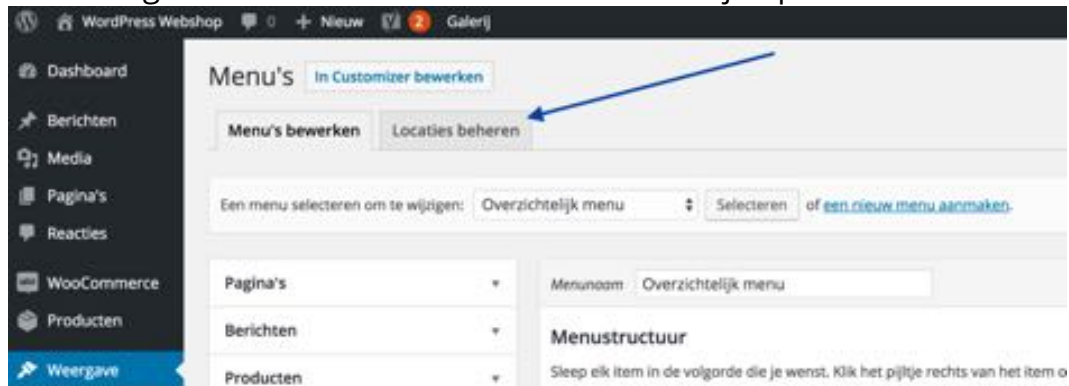 WordPress Webshop 0 + Nieuw 2 Galerij
Dashboard
Berichten
Media
Pagina's
Reacties
WooCommerce
Producten
Weergave
Menu's In Customizer bewerken
Menu's bewerken Locaties beheren
Een menu selecteren om te wijzigen: Overzichtelijk menu Selecteren of een nieuw menu aanmaken.
Pagina's
Berichten
Producten
Menunaam Overzichtelijk menu
Menustructuur
Sleep elk item in de volgorde die je wenst. Klik het pijltje rechts van het item